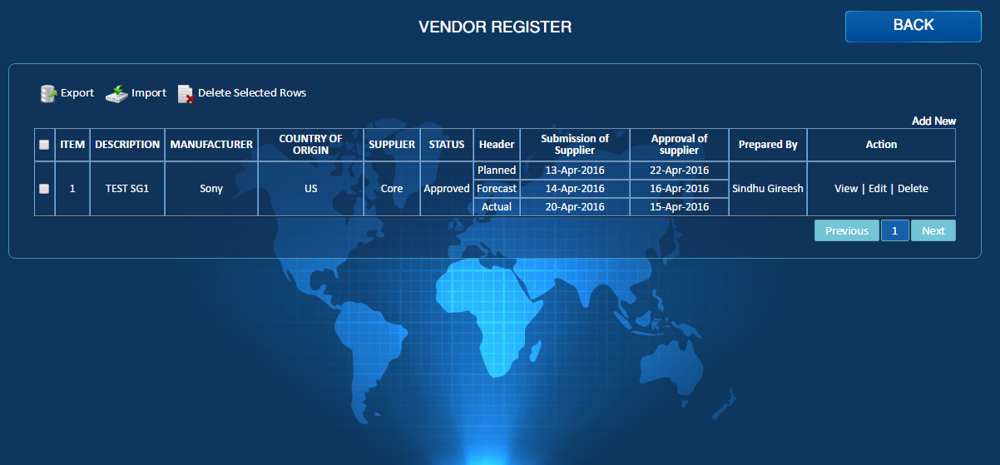 VENDOR REGISTER
BACK
Export Import Delete Selected Rows
Add New
ITEM DESCRIPTION MANUFACTURER COUNTRY OF ORIGIN SUPPLIER STATUS Header Submission of Supplier Approval of supplier Prepared By Action
1 TEST SG1 Sony US Core Approved Planned 13-Apr-2016 22-Apr-2016 Sindhu Gireesh View | Edit | Delete
Forecast 14-Apr-2016 16-Apr-2016
Actual 20-Apr-2016 15-Apr-2016
Previous 1 Next